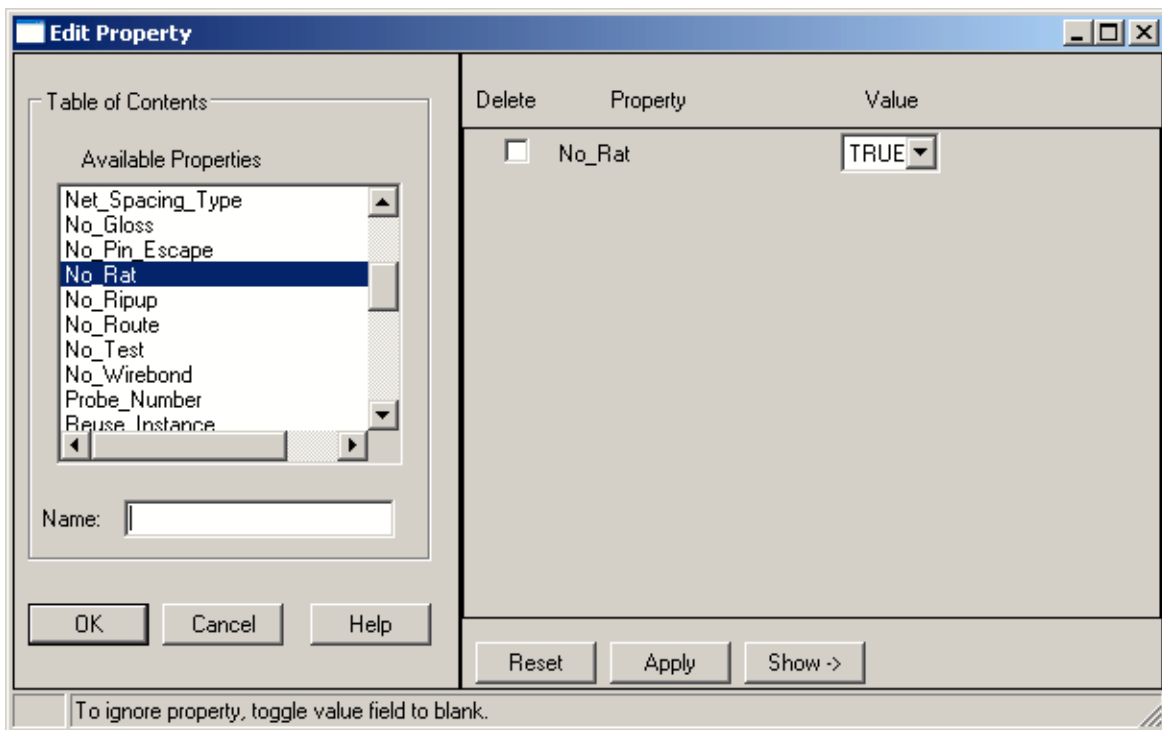 Edit Property
Table of Contents
Available Properties
Net_Spacing_Type
No_Gloss
No_Pin_Escape
No_Rat
No_Ripup
No_Route
No_Test
No_Wirebond
Probe_Number
Reuse_Instance
Name:
OK Cancel Help
Delete Property Value
No_Rat TRUE
Reset Apply Show ->
To ignore property, toggle value field to blank.